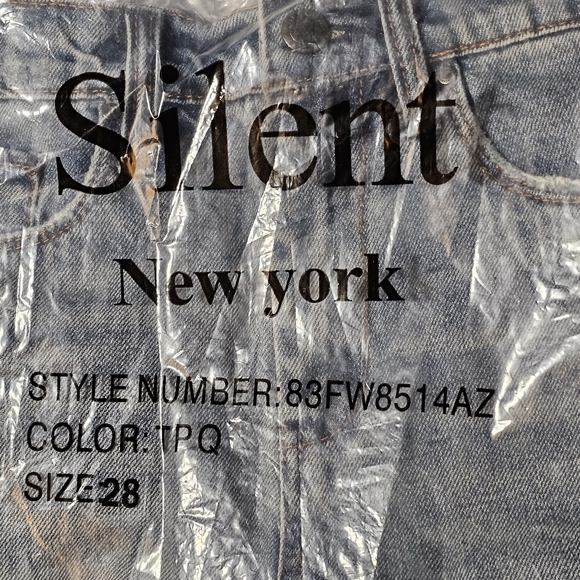 Silent
New york
STYLE NUMBER:83FW8514AZ
COLOR:TPQ
SIZE:28